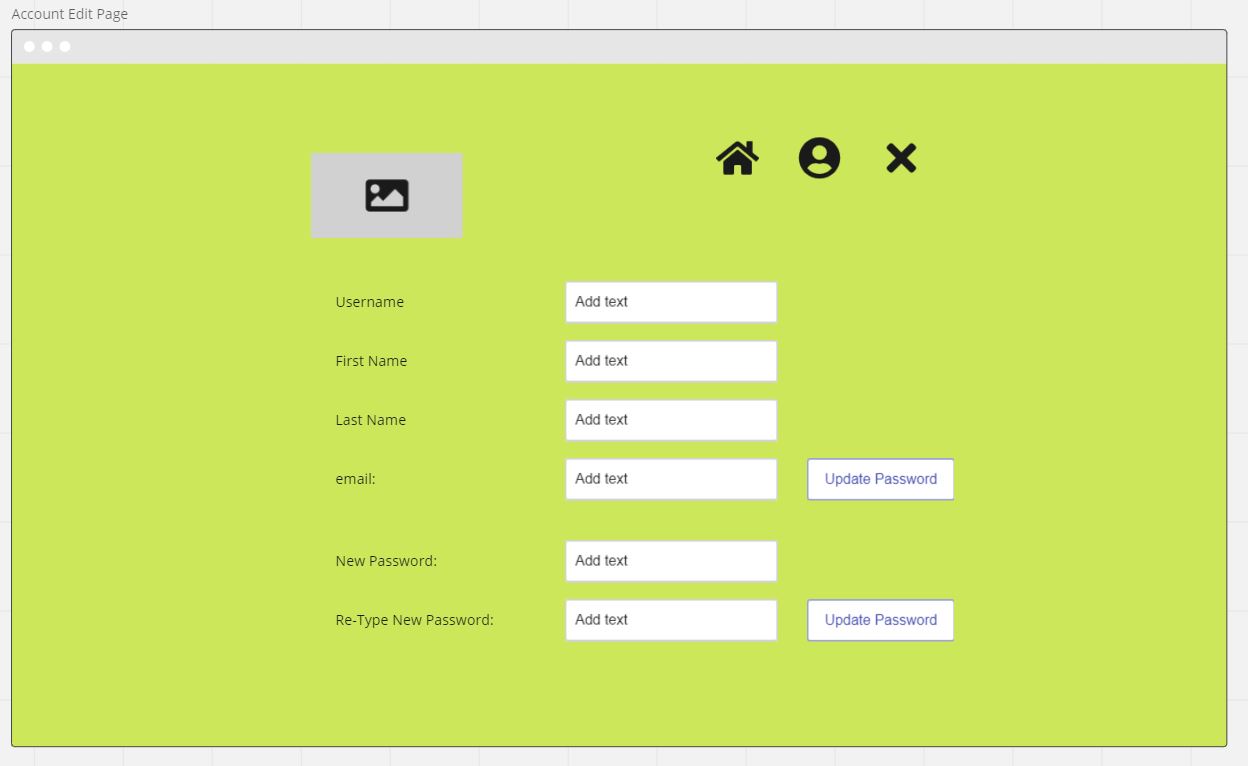 Account Edit Page
Username Add text
First Name Add text
Last Name Add text
email: Add text Update Password
New Password: Add text
Re-Type New Password: Add text Update Password